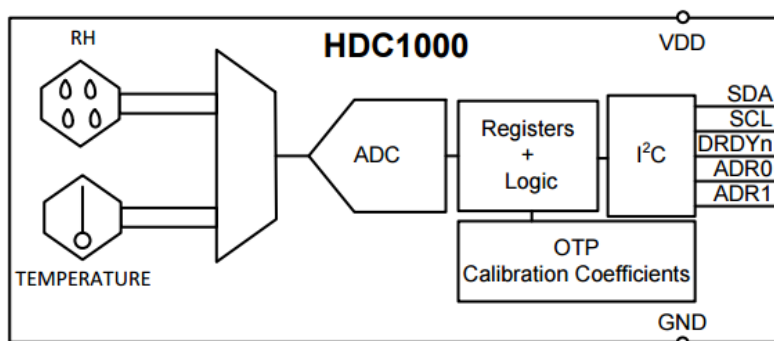 RH
HDC1000
VDD
ADC
Registers
+
Logic
I²C
SDA
SCL
DRDYn
ADR0
ADR1
TEMPERATURE
OTP
Calibration Coefficients
GND